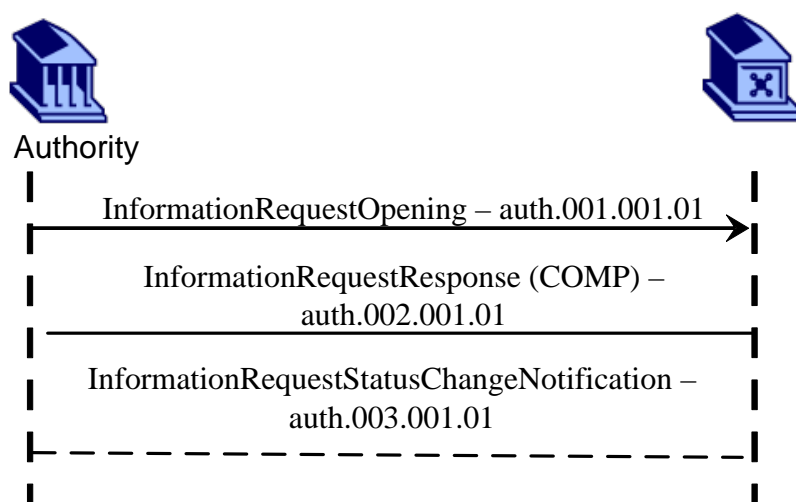 Authority
InformationRequestOpening – auth.001.001.01
InformationRequestResponse (COMP) –
auth.002.001.01
InformationRequestStatusChangeNotification –
auth.003.001.01